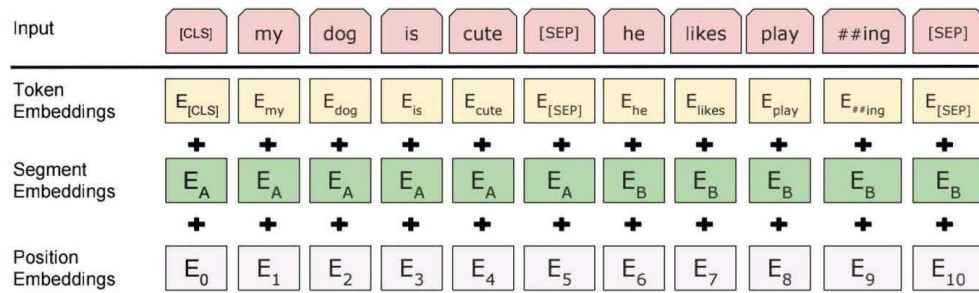 Input [CLS] my dog is cute [SEP] he likes play ##ing [SEP]
Token Embeddings E[CLS] Emy Edog Eis Ecute E[SEP] Ehe Elikes Eplay E##ing E[SEP]
+ + + + + + + + + + +
Segment Embeddings EA EA EA EA EA EA EB EB EB EB EB
+ + + + + + + + + + +
Position Embeddings E0 E1 E2 E3 E4 E5 E6 E7 E8 E9 E10